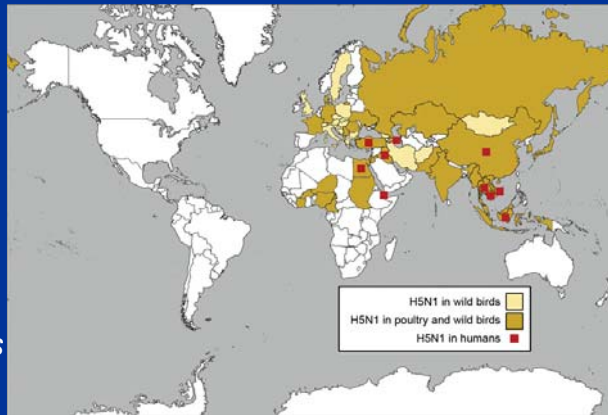 s
H5N1 in wild birds
H5N1 in poultry and wild birds
H5N1 in humans